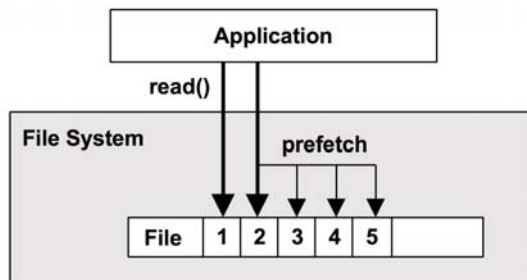 Application
read()
File System
prefetch
File 1 2 3 4 5